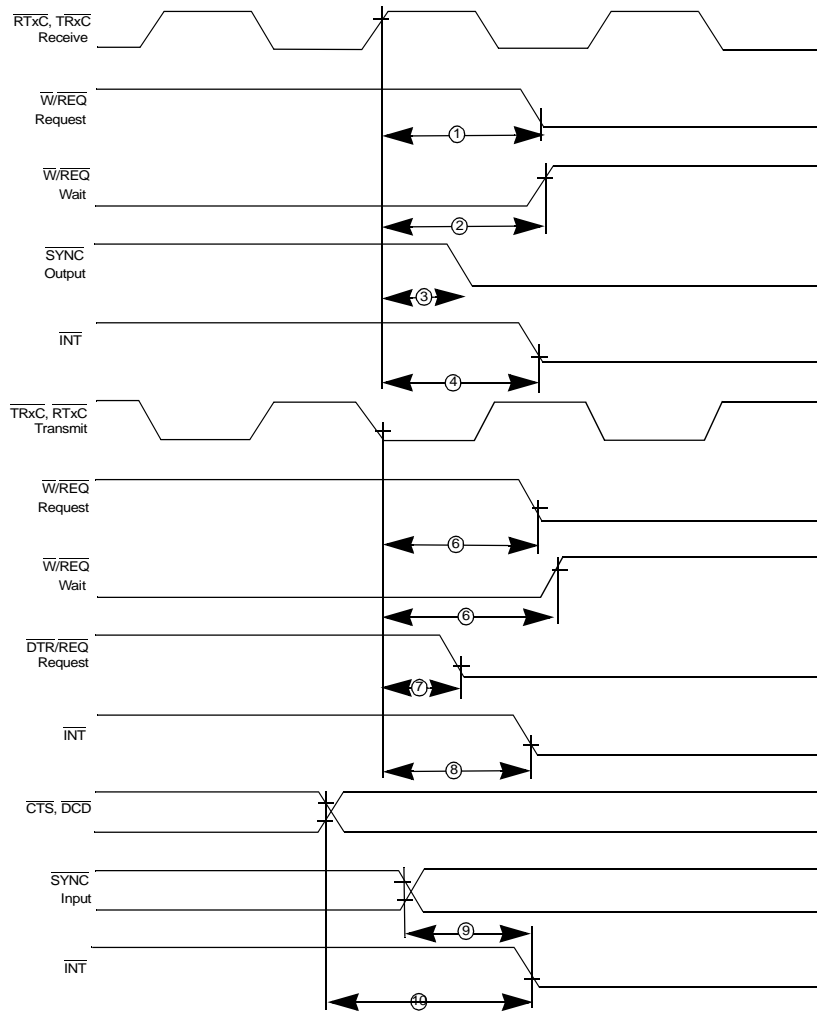 RTxC, TRxC
Receive
W/REQ
Request
1
W/REQ
Wait
2
SYNC
Output
3
INT
4
TRxC, RTxC
Transmit
W/REQ
Request
6
W/REQ
Wait
6
DTR/REQ
Request
7
INT
8
CTS, DCD
SYNC
Input
9
INT
10